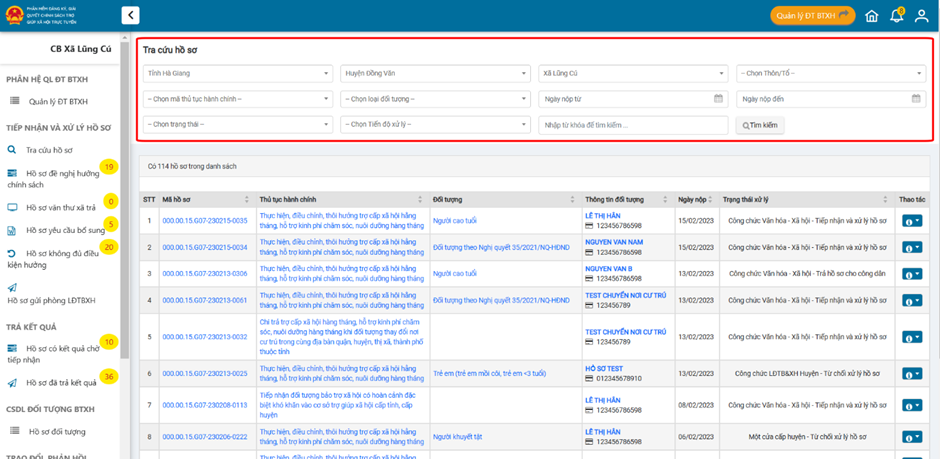 PHẦN MỀM ĐĂNG KÝ, GIẢI
QUYẾT CHÍNH SÁCH TRỢ
GIÚP XÃ HỘI TRỰC TUYẾN
Quản lý ĐT BTXH
6
CB Xã Lũng Cú
PHÂN HỆ QL ĐT BTXH
Quản lý ĐT BTXH
TIẾP NHẬN VÀ XỬ LÝ HỒ SƠ
Tra cứu hồ sơ
Hồ sơ đề nghị hưởng
chính sách
19
Hồ sơ văn thư xã trả
0
Hồ sơ yêu cầu bổ sung
5
Hồ sơ không đủ điều
kiện hưởng
20
Hồ sơ gửi phòng LĐTBXH
TRẢ KẾT QUẢ
Hồ sơ có kết quả chờ
tiếp nhận
10
Hồ sơ đã trả kết quả
36
CSDL ĐỐI TƯỢNG BTXH
Hồ sơ đối tượng
TRAO ĐỔI, PHẢN HỒI
Tra cứu hồ sơ
Tỉnh Hà Giang
Huyện Đồng Văn
Xã Lũng Cú
-- Chọn Thôn/Tổ --
-- Chọn mã thủ tục hành chính --
-- Chọn loại đối tượng --
Ngày nộp từ
Ngày nộp đến
-- Chọn trạng thái --
-- Chọn Tiến độ xử lý --
Nhập từ khóa để tìm kiếm ...
Tìm kiếm
Có 114 hồ sơ trong danh sách
STT Mã hồ sơ Thủ tục hành chính Đối tượng Thông tin đối tượng Ngày nộp Trạng thái xử lý Thao tác
1 000.00.15.G07-230215-0035 Thực hiện, điều chỉnh, thôi hưởng trợ cấp xã hội hằng
tháng, hỗ trợ kinh phí chăm sóc, nuôi dưỡng hàng tháng
Người cao tuổi
LÊ THỊ HÂN
123456786598
15/02/2023 Công chức Văn hóa - Xã hội - Tiếp nhận và xử lý hồ sơ
2 000.00.15.G07-230215-0034 Thực hiện, điều chỉnh, thôi hưởng trợ cấp xã hội hằng
tháng, hỗ trợ kinh phí chăm sóc, nuôi dưỡng hàng tháng
Đối tượng theo Nghị quyết 35/2021/NQ-HĐND
NGUYEN VAN NAM
123456786598
15/02/2023 Công chức Văn hóa - Xã hội - Tiếp nhận và xử lý hồ sơ
3 000.00.15.G07-230213-0306 Thực hiện, điều chỉnh, thôi hưởng trợ cấp xã hội hằng
tháng, hỗ trợ kinh phí chăm sóc, nuôi dưỡng hàng tháng
Người cao tuổi
NGUYEN VAN B
123456786598
13/02/2023 Công chức Văn hóa - Xã hội - Trả hồ sơ cho công dân
4 000.00.15.G07-230213-0061 Thực hiện, điều chỉnh, thôi hưởng trợ cấp xã hội hằng
tháng, hỗ trợ kinh phí chăm sóc, nuôi dưỡng hàng tháng
Đối tượng theo Nghị quyết 35/2021/NQ-HĐND
TEST CHUYỂN NƠI CƯ TRÚ
123456789
13/02/2023 Công chức Văn hóa - Xã hội - Tiếp nhận và xử lý hồ sơ
5 000.00.15.G07-230213-0032 Chi trả trợ cấp xã hội hàng tháng, hỗ trợ kinh phí chăm
sóc, nuôi dưỡng hàng tháng khi đối tượng thay đổi nơi
cư trú trong cùng địa bàn quận, huyện, thị xã, thành phố
thuộc tỉnh
TEST CHUYỂN NƠI CƯ TRÚ
123456789
13/02/2023 Công chức Văn hóa - Xã hội - Tiếp nhận và xử lý hồ sơ
6 000.00.15.G07-230213-0025 Thực hiện, điều chỉnh, thôi hưởng trợ cấp xã hội hằng
tháng, hỗ trợ kinh phí chăm sóc, nuôi dưỡng hàng tháng
Trẻ em (trẻ em mồ côi, trẻ em <3 tuổi)
HỒ SƠ TEST
012345678910
13/02/2023 Công chức LĐTB&XH Huyện - Từ chối xử lý hồ sơ
7 000.00.15.G07-230208-0113 Tiếp nhận đối tượng bảo trợ xã hội có hoàn cảnh đặc
biệt khó khăn vào cơ sở trợ giúp xã hội cấp tỉnh, cấp
huyện
LÊ THỊ HÂN
123456786598
08/02/2023 Công chức Văn hóa - Xã hội - Tiếp nhận và xử lý hồ sơ
8 000.00.15.G07-230206-0222 Thực hiện, điều chỉnh, thôi hưởng trợ cấp xã hội hằng
tháng, hỗ trợ kinh phí chăm sóc, nuôi dưỡng hàng tháng
Người khuyết tật
LÊ THỊ HÂN
123456786598
06/02/2023 Một cửa cấp huyện - Từ chối xử lý hồ sơ